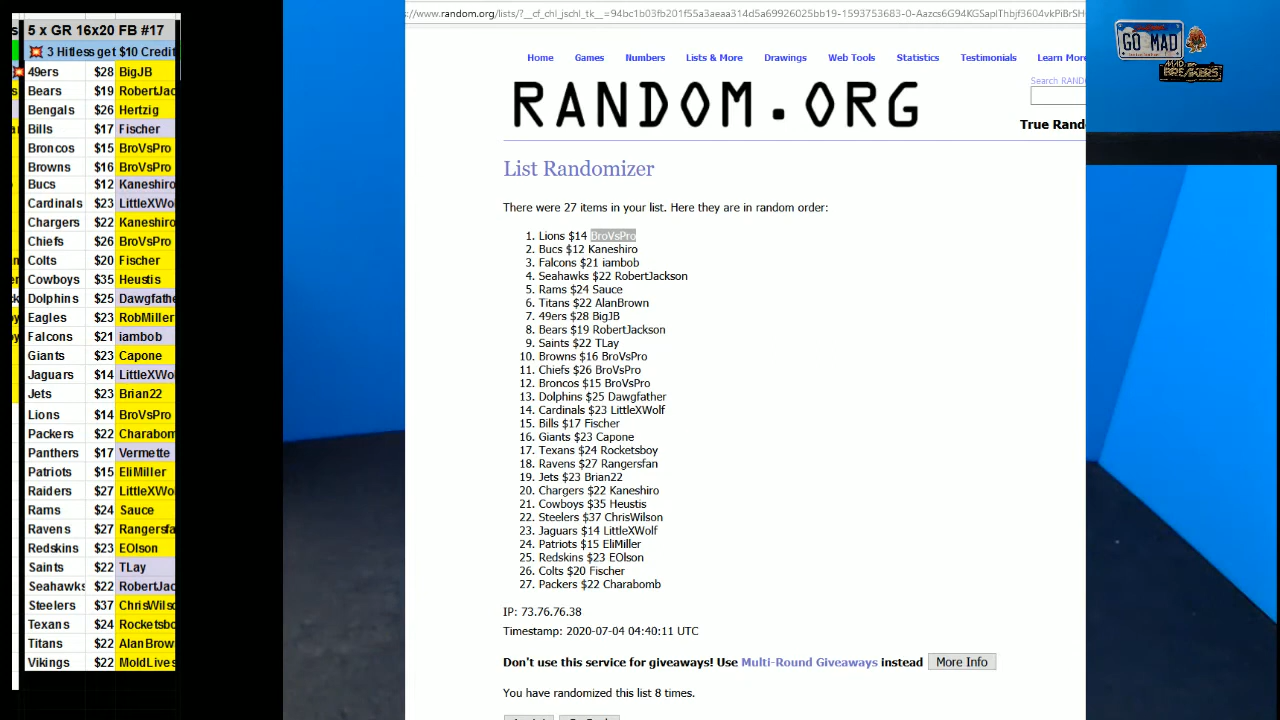 5 x GR 16x20 FB #17
3 Hitless get $10 Credit
49ers $28 BigJB
Bears $19 RobertJac
Bengals $26 Hertzig
Bills $17 Fischer
Broncos $15 BroVsPro
Browns $16 BroVsPro
Bucs $12 Kaneshiro
Cardinals $23 LittleXWo
Chargers $22 Kaneshiro
Chiefs $26 BroVsPro
Colts $20 Fischer
Cowboys $35 Heustis
Dolphins $25 Dawgfathe
Eagles $23 RobMiller
Falcons $21 iambob
Giants $23 Capone
Jaguars $14 LittleXWo
Jets $23 Brian22
Lions $14 BroVsPro
Packers $22 Charabom
Panthers $17 Vermette
Patriots $15 EliMiller
Raiders $27 LittleXWo
Rams $24 Sauce
Ravens $27 Rangersfa
Redskins $23 EOlson
Saints $22 TLay
Seahawks $22 RobertJac
Steelers $37 ChrisWils
Texans $24 Rocketsbo
Titans $22 AlanBrow
Vikings $22 MoldLives
://www.random.org/lists/?__cf_chl_jschl_tk__=94bc1b03fb201f55a3aeaa314d5a69926025bb19-1593753683-0-Aazcs6G94KGSaplThbjf3604vkPiBrSH
Home Games Numbers Lists & More Drawings Web Tools Statistics Testimonials Learn More
Search RAND
RANDOM.ORG
True Rand
List Randomizer
There were 27 items in your list. Here they are in random order:
1. Lions $14 BroVsPro
2. Bucs $12 Kaneshiro
3. Falcons $21 iambob
4. Seahawks $22 RobertJackson
5. Rams $24 Sauce
6. Titans $22 AlanBrown
7. 49ers $28 BigJB
8. Bears $19 RobertJackson
9. Saints $22 TLay
10. Browns $16 BroVsPro
11. Chiefs $26 BroVsPro
12. Broncos $15 BroVsPro
13. Dolphins $25 Dawgfather
14. Cardinals $23 LittleXWolf
15. Bills $17 Fischer
16. Giants $23 Capone
17. Texans $24 Rocketsboy
18. Ravens $27 Rangersfan
19. Jets $23 Brian22
20. Chargers $22 Kaneshiro
21. Cowboys $35 Heustis
22. Steelers $37 ChrisWilson
23. Jaguars $14 LittleXWolf
24. Patriots $15 EliMiller
25. Redskins $23 EOlson
26. Colts $20 Fischer
27. Packers $22 Charabomb
IP: 73.76.76.38
Timestamp: 2020-07-04 04:40:11 UTC
Don't use this service for giveaways! Use Multi-Round Giveaways instead More Info
You have randomized this list 8 times.
GO MAD
MAD BREAKERS